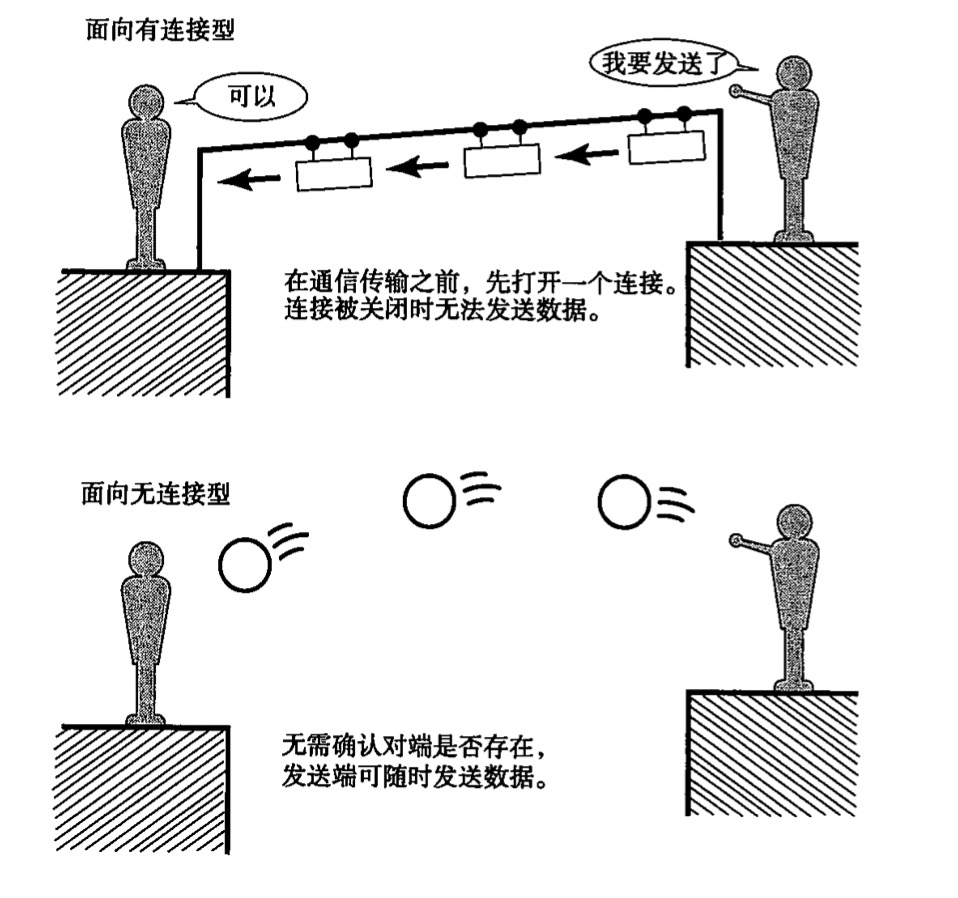 面向有连接型
可以
我要发送了
在通信传输之前，先打开一个连接。
连接被关闭时无法发送数据。
面向无连接型
无需确认对端是否存在，
发送端可随时发送数据。